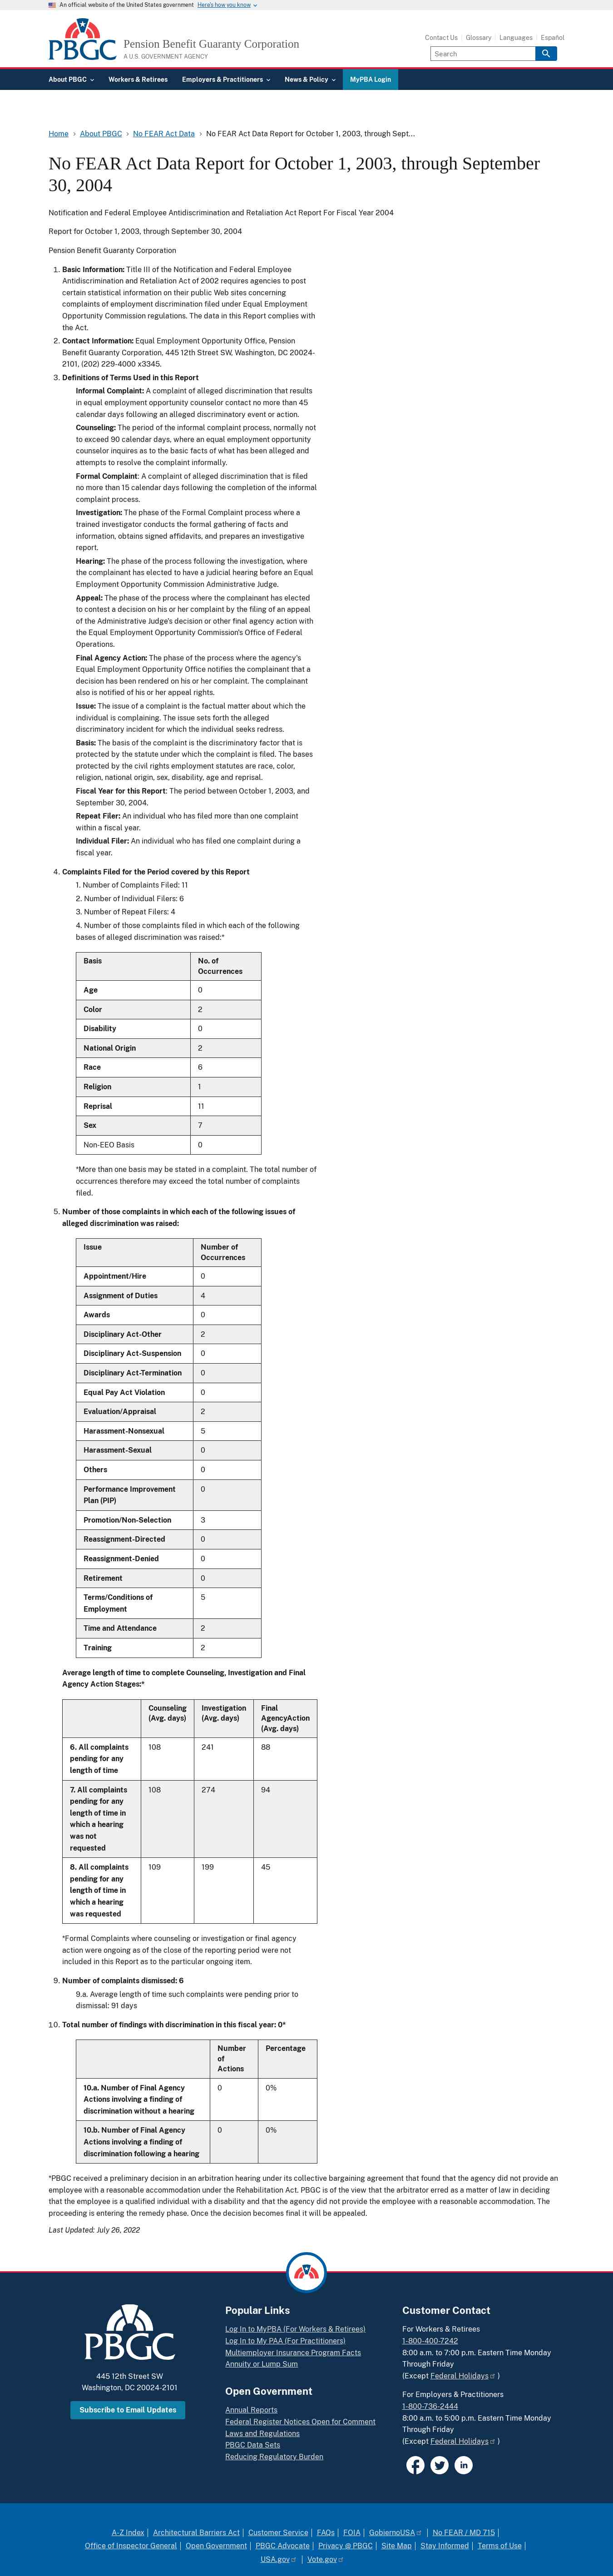 An official website of the United States government Here's how you know
PBGC
Pension Benefit Guaranty Corporation
A U.S. GOVERNMENT AGENCY
Contact Us Glossary Languages Español
Search
About PBGC Workers & Retirees Employers & Practitioners News & Policy MyPBA Login
Home › About PBGC › No FEAR Act Data › No FEAR Act Data Report for October 1, 2003, through Sept...
No FEAR Act Data Report for October 1, 2003, through September
30, 2004
Notification and Federal Employee Antidiscrimination and Retaliation Act Report For Fiscal Year 2004
Report for October 1, 2003, through September 30, 2004
Pension Benefit Guaranty Corporation
1. Basic Information: Title III of the Notification and Federal Employee
Antidiscrimination and Retaliation Act of 2002 requires agencies to post
certain statistical information on their public Web sites concerning
complaints of employment discrimination filed under Equal Employment
Opportunity Commission regulations. The data in this Report complies with
the Act.
2. Contact Information: Equal Employment Opportunity Office, Pension
Benefit Guaranty Corporation, 445 12th Street SW, Washington, DC 20024-
2101, (202) 229-4000 x3345.
3. Definitions of Terms Used in this Report
Informal Complaint: A complaint of alleged discrimination that results
in equal employment opportunity counselor contact no more than 45
calendar days following an alleged discriminatory event or action.
Counseling: The period of the informal complaint process, normally not
to exceed 90 calendar days, where an equal employment opportunity
counselor inquires as to the basic facts of what has been alleged and
attempts to resolve the complaint informally.
Formal Complaint: A complaint of alleged discrimination that is filed
no more than 15 calendar days following the completion of the informal
complaint process.
Investigation: The phase of the Formal Complaint process where a
trained investigator conducts the formal gathering of facts and
information, obtains signed affidavits, and prepares an investigative
report.
Hearing: The phase of the process following the investigation, where
the complainant has elected to have a judicial hearing before an Equal
Employment Opportunity Commission Administrative Judge.
Appeal: The phase of the process where the complainant has elected
to contest a decision on his or her complaint by the filing of an appeal
of the Administrative Judge's decision or other final agency action with
the Equal Employment Opportunity Commission's Office of Federal
Operations.
Final Agency Action: The phase of the process where the agency's
Equal Employment Opportunity Office notifies the complainant that a
decision has been rendered on his or her complaint. The complainant
also is notified of his or her appeal rights.
Issue: The issue of a complaint is the factual matter about which the
individual is complaining. The issue sets forth the alleged
discriminatory incident for which the individual seeks redress.
Basis: The basis of the complaint is the discriminatory factor that is
protected by the statute under which the complaint is filed. The bases
protected by the civil rights employment statutes are race, color,
religion, national origin, sex, disability, age and reprisal.
Fiscal Year for this Report: The period between October 1, 2003, and
September 30, 2004.
Repeat Filer: An individual who has filed more than one complaint
within a fiscal year.
Individual Filer: An individual who has filed one complaint during a
fiscal year.
4. Complaints Filed for the Period covered by this Report
1. Number of Complaints Filed: 11
2. Number of Individual Filers: 6
3. Number of Repeat Filers: 4
4. Number of those complaints filed in which each of the following
bases of alleged discrimination was raised:*
Basis No. of
Occurrences
Age 0
Color 2
Disability 0
National Origin 2
Race 6
Religion 1
Reprisal 11
Sex 7
Non-EEO Basis 0
*More than one basis may be stated in a complaint. The total number of
occurrences therefore may exceed the total number of complaints
filed.
5. Number of those complaints in which each of the following issues of
alleged discrimination was raised:
Issue Number of
Occurrences
Appointment/Hire 0
Assignment of Duties 4
Awards 0
Disciplinary Act-Other 2
Disciplinary Act-Suspension 0
Disciplinary Act-Termination 0
Equal Pay Act Violation 0
Evaluation/Appraisal 2
Harassment-Nonsexual 5
Harassment-Sexual 0
Others 0
Performance Improvement 0
Plan (PIP)
Promotion/Non-Selection 3
Reassignment-Directed 0
Reassignment-Denied 0
Retirement 0
Terms/Conditions of 5
Employment
Time and Attendance 2
Training 2
Average length of time to complete Counseling, Investigation and Final
Agency Action Stages:*
Counseling Investigation Final
(Avg. days) (Avg. days) AgencyAction
(Avg. days)
6. All complaints 108 241 88
pending for any
length of time
7. All complaints 108 274 94
pending for any
length of time in
which a hearing
was not
requested
8. All complaints 109 199 45
pending for any
length of time in
which a hearing
was requested
*Formal Complaints where counseling or investigation or final agency
action were ongoing as of the close of the reporting period were not
included in this Report as to the particular ongoing item.
9. Number of complaints dismissed: 6
9.a. Average length of time such complaints were pending prior to
dismissal: 91 days
10. Total number of findings with discrimination in this fiscal year: 0*
Number Percentage
of
Actions
10.a. Number of Final Agency 0 0%
Actions involving a finding of
discrimination without a hearing
10.b. Number of Final Agency 0 0%
Actions involving a finding of
discrimination following a hearing
*PBGC received a preliminary decision in an arbitration hearing under its collective bargaining agreement that found that the agency did not provide an
employee with a reasonable accommodation under the Rehabilitation Act. PBGC is of the view that the arbitrator erred as a matter of law in deciding
whether the employee is a qualified individual with a disability and that the agency did not provide the employee with a reasonable accommodation. The
proceeding is entering the remedy phase. Once the decision becomes final it will be appealed.
Last Updated: July 26, 2022
PBGC
445 12th Street SW
Washington, DC 20024-2101
Subscribe to Email Updates
Popular Links
Log In to MyPBA (For Workers & Retirees)
Log In to My PAA (For Practitioners)
Multiemployer Insurance Program Facts
Annuity or Lump Sum
Open Government
Annual Reports
Federal Register Notices Open for Comment
Laws and Regulations
PBGC Data Sets
Reducing Regulatory Burden
Customer Contact
For Workers & Retirees
1-800-400-7242
8:00 a.m. to 7:00 p.m. Eastern Time Monday
Through Friday
(Except Federal Holidays )
For Employers & Practitioners
1-800-736-2444
8:00 a.m. to 5:00 p.m. Eastern Time Monday
Through Friday
(Except Federal Holidays )
A-Z Index | Architectural Barriers Act | Customer Service | FAQs | FOIA | GobiernoUSA | No FEAR / MD 715 |
Office of Inspector General | Open Government | PBGC Advocate | Privacy @ PBGC | Site Map | Stay Informed | Terms of Use |
USA.gov | Vote.gov